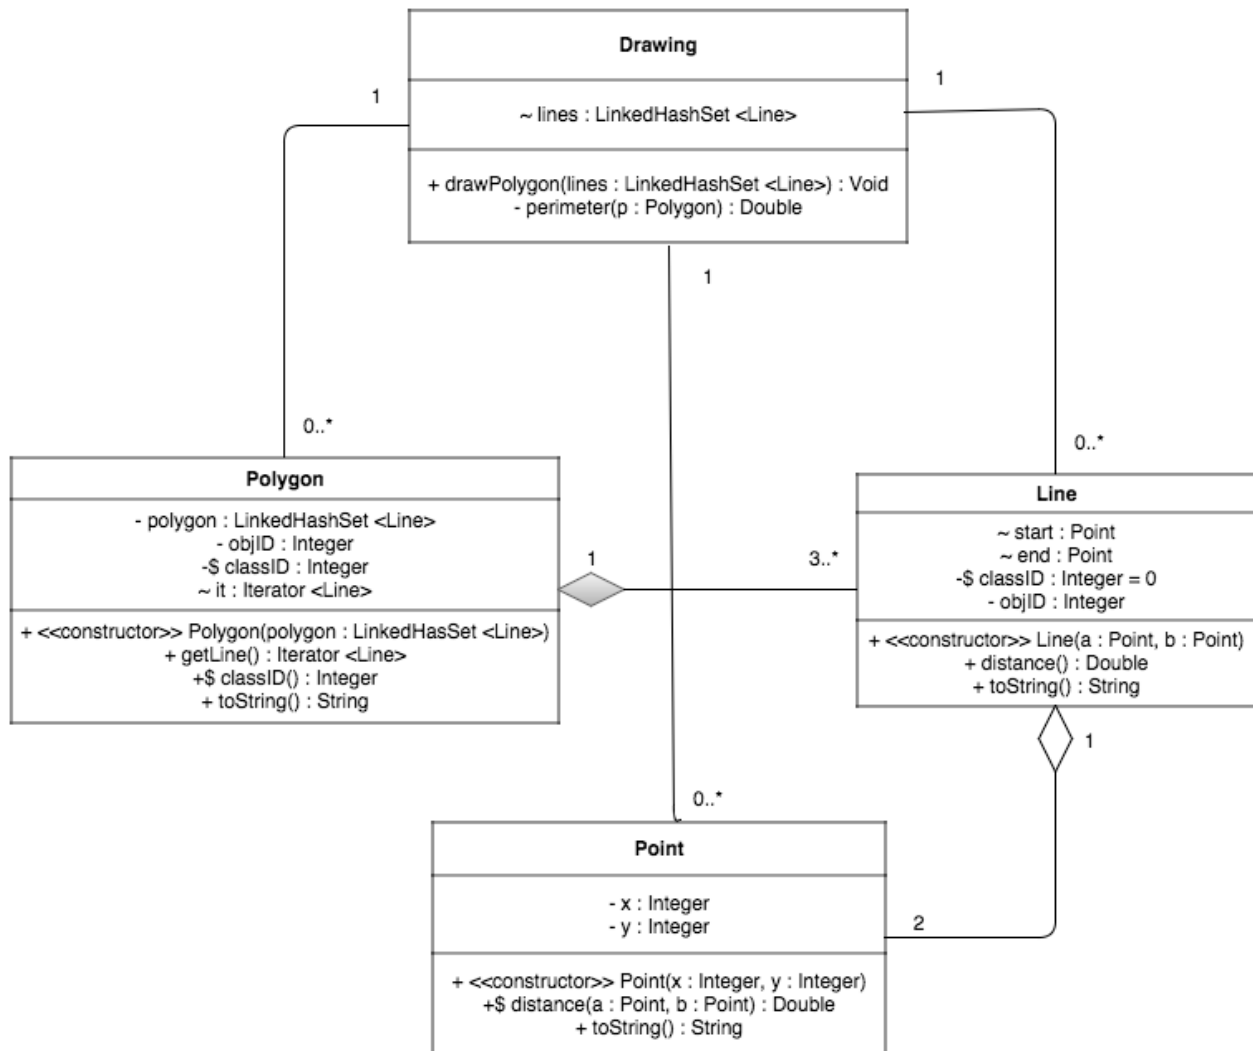 Drawing
1
1
~ lines : LinkedHashSet <Line>
+ drawPolygon(lines : LinkedHashSet <Line>) : Void
- perimeter(p : Polygon) : Double
1
0..*
0..*
Polygon
- polygon : LinkedHashSet <Line>
- objID : Integer
-$ classID : Integer
~ it : Iterator <Line>
+ <<constructor>> Polygon(polygon : LinkedHasSet <Line>)
+ getLine() : Iterator <Line>
+$ classID() : Integer
+ toString() : String
1
3..*
Line
~ start : Point
~ end : Point
-$ classID : Integer = 0
- objID : Integer
+ <<constructor>> Line(a : Point, b : Point)
+ distance() : Double
+ toString() : String
1
0..*
2
Point
- x : Integer
- y : Integer
+ <<constructor>> Point(x : Integer, y : Integer)
+$ distance(a : Point, b : Point) : Double
+ toString() : String